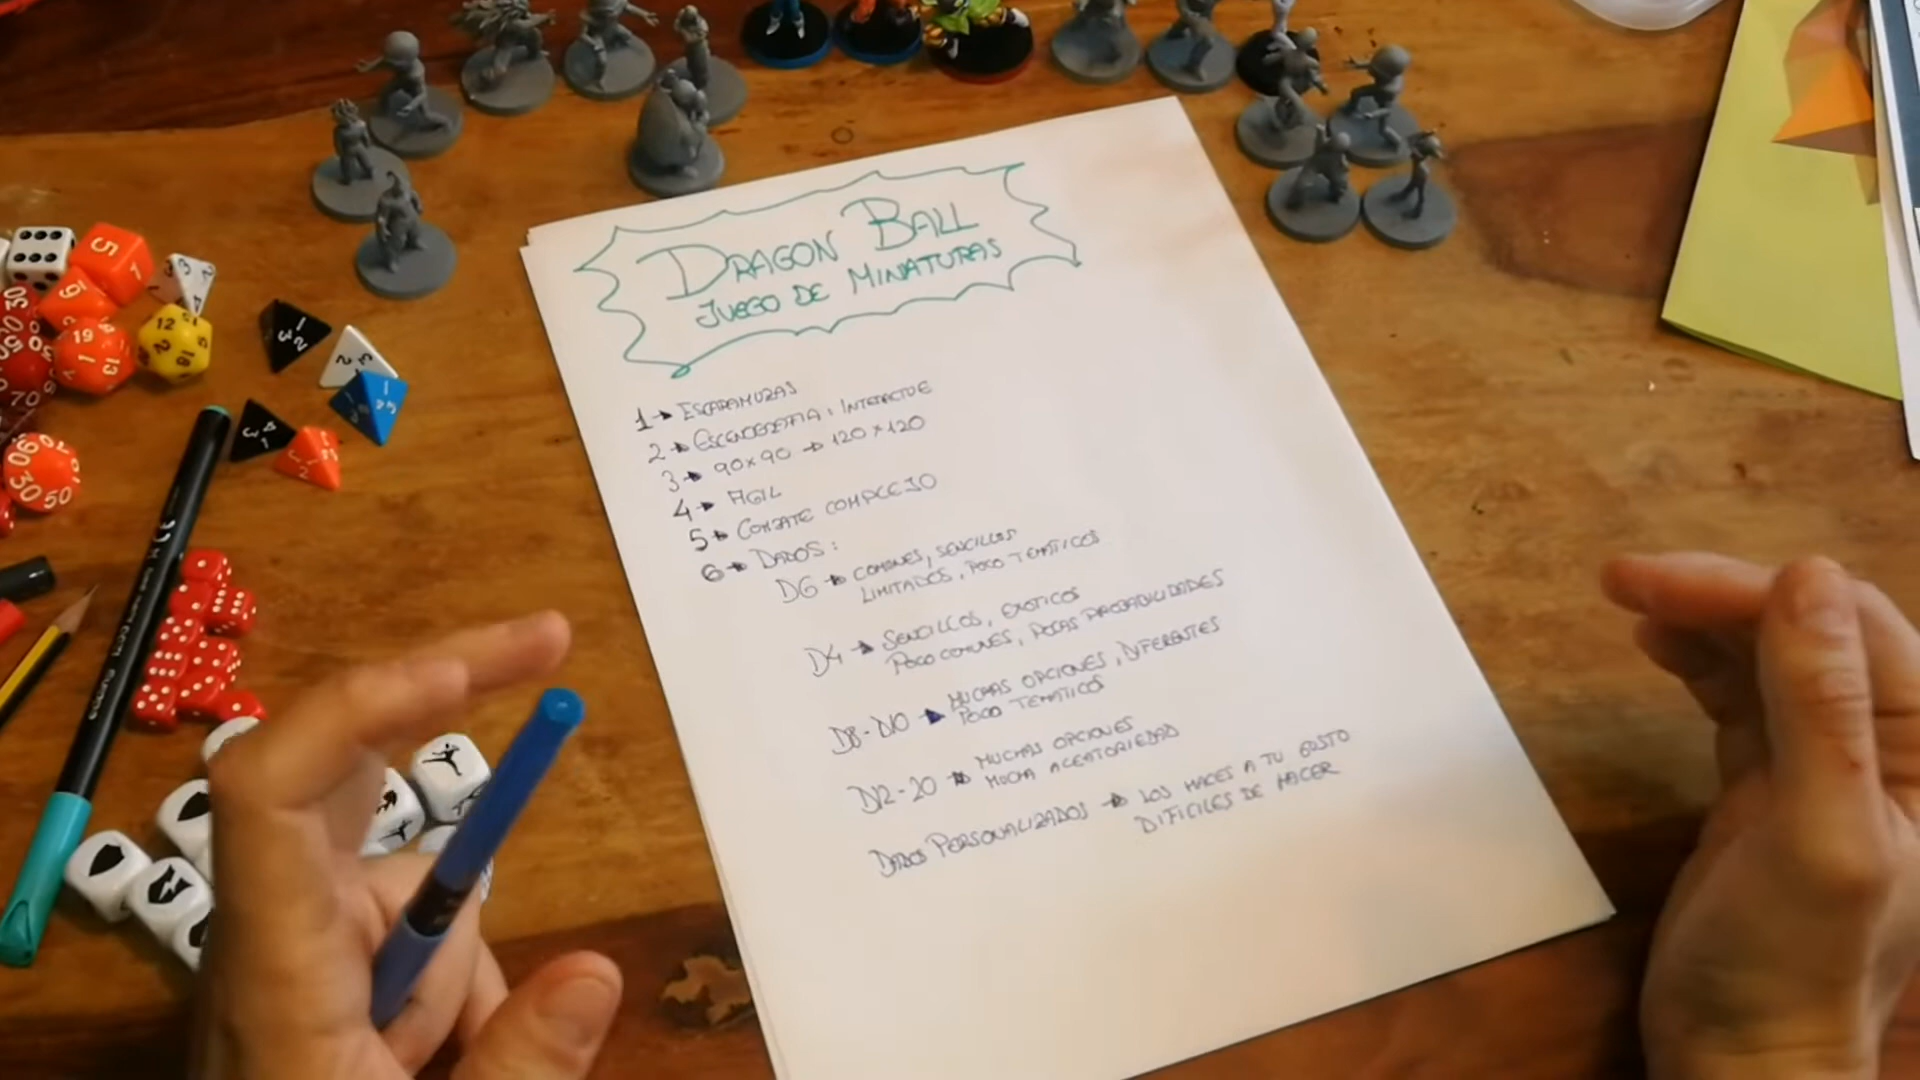 DRAGON BALL
JUEGO DE MINATURAS
1→ ESCARAMUZAS
2→ ESCENOGRAFIA: INTERACTUE
3→ 90x90 → 120x120
4→ AGIL
5→ COMBATE COMPLEJO
6→ DADOS:
D6 → COMUNES, SENCILLOS
LIMITADOS, POCO TEMATICOS
D4 → SENCILLOS, EXOTICOS
POCO COMUNES, POCAS PROBABILIDADES
D8-D10 → MUCHAS OPCIONES, DIFERENTES
POCO TEMATICOS
D12-20 → MUCHAS OPCIONES
MUCHA ALEATORIEDAD
DADOS PERSONALIZADOS → LOS HACES A TU GUSTO
DIFICILES DE HACER